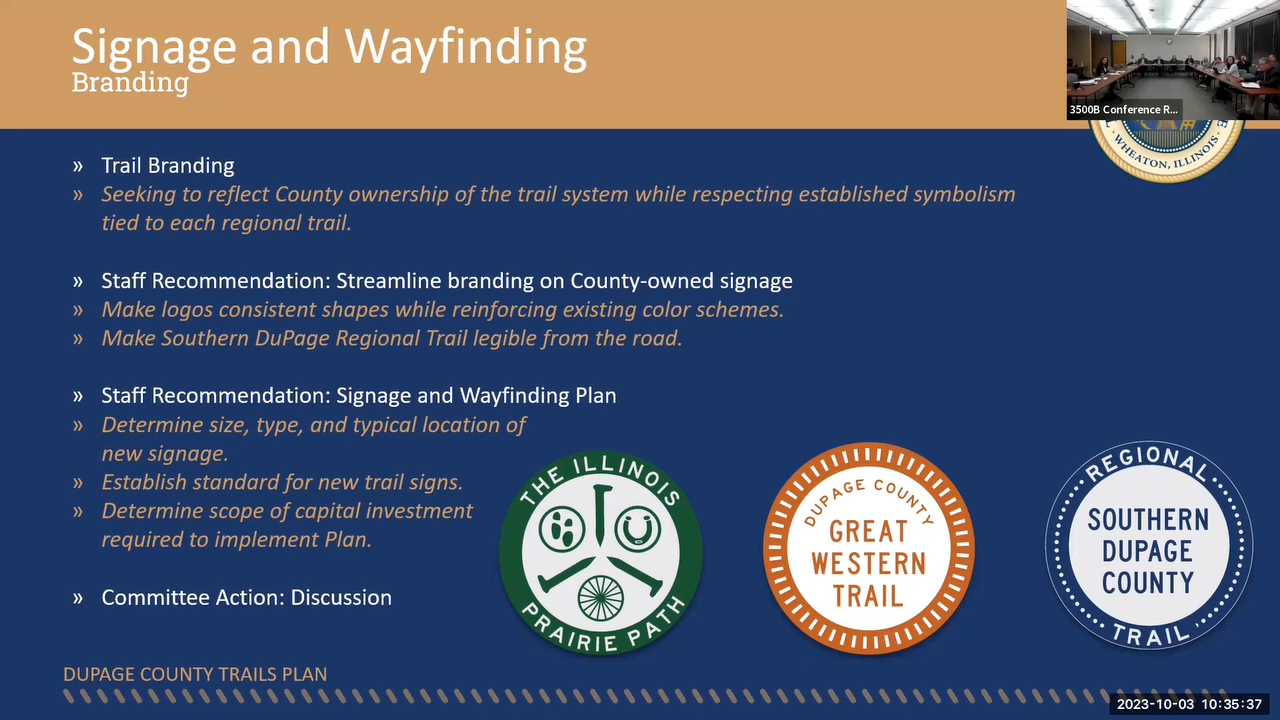 Signage and Wayfinding
Branding
3500B Conference R...
WHEATON, ILLINOIS
» Trail Branding
» Seeking to reflect County ownership of the trail system while respecting established symbolism
tied to each regional trail.
» Staff Recommendation: Streamline branding on County-owned signage
» Make logos consistent shapes while reinforcing existing color schemes.
» Make Southern DuPage Regional Trail legible from the road.
» Staff Recommendation: Signage and Wayfinding Plan
» Determine size, type, and typical location of
new signage.
» Establish standard for new trail signs.
» Determine scope of capital investment
required to implement Plan.
» Committee Action: Discussion
THE ILLINOIS
PRAIRIE PATH
DUPAGE COUNTY
GREAT
WESTERN
TRAIL
REGIONAL
SOUTHERN
DUPAGE
COUNTY
TRAIL
DUPAGE COUNTY TRAILS PLAN
2023-10-03 10:35:37